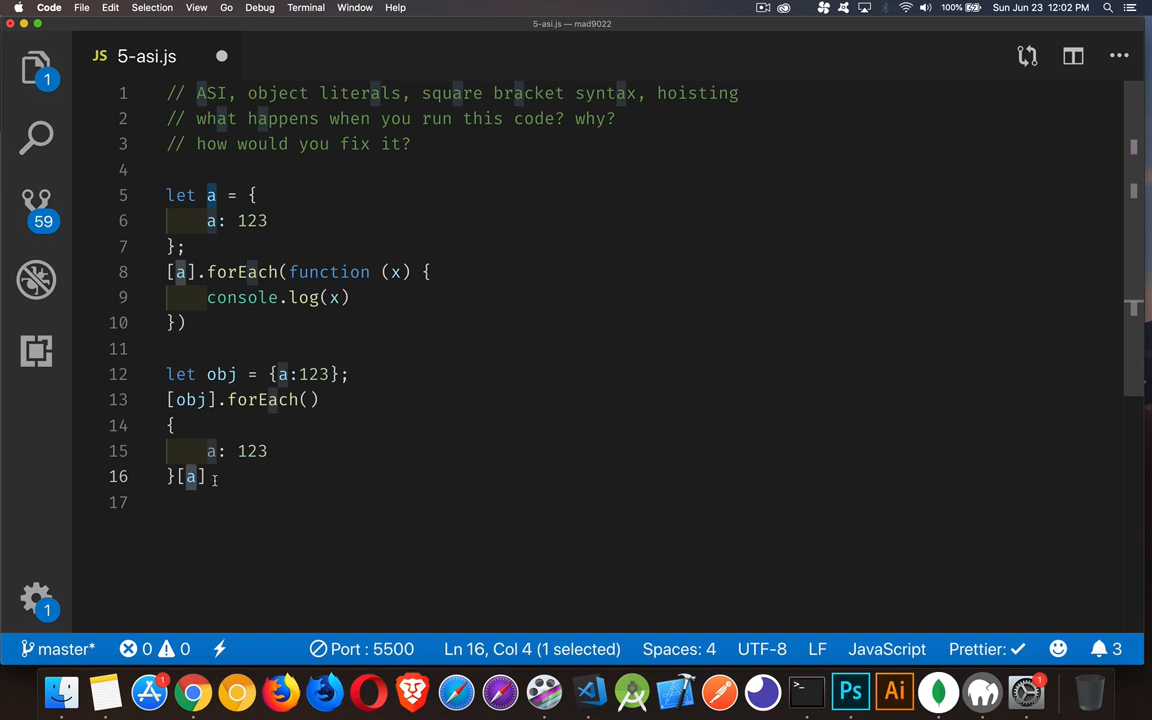 Code File Edit Selection View Go Debug Terminal Window Help 100% Sun Jun 23 12:02 PM
5-asi.js — mad9022
JS 5-asi.js
1
59
1
1 // ASI, object literals, square bracket syntax, hoisting
2 // what happens when you run this code? why?
3 // how would you fix it?
4
5 let a = {
6 a: 123
7 };
8 [a].forEach(function (x) {
9 console.log(x)
10 })
11
12 let obj = {a:123};
13 [obj].forEach()
14 {
15 a: 123
16 }[a]
17
master* 0 0 Port : 5500 Ln 16, Col 4 (1 selected) Spaces: 4 UTF-8 LF JavaScript Prettier: ✓ 3
1 >_ Ps Ai 1